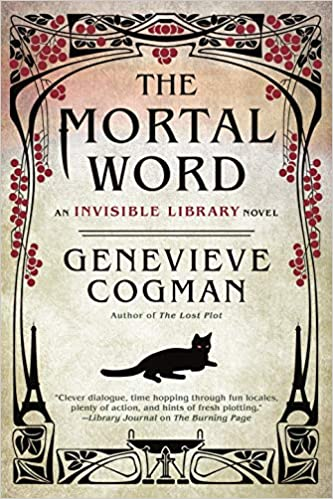 THE
MORTAL
WORD
AN INVISIBLE LIBRARY NOVEL
GENEVIEVE
COGMAN
Author of The Lost Plot
"Clever dialogue, time hopping through fun locales,
plenty of action, and hints of fresh plotting."
—Library Journal on The Burning Page